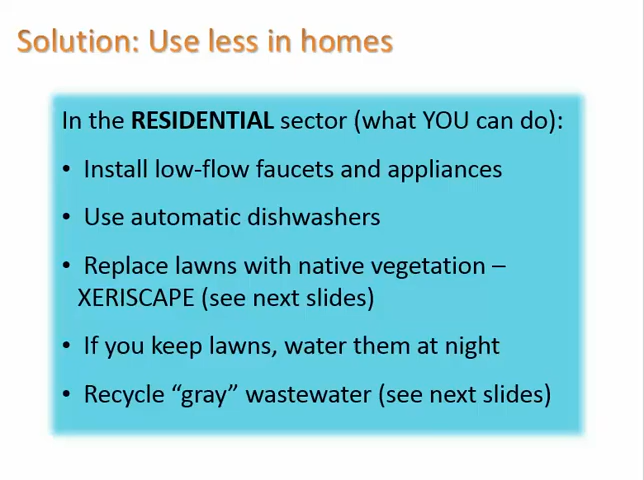 Solution: Use less in homes
In the RESIDENTIAL sector (what YOU can do):
• Install low-flow faucets and appliances
• Use automatic dishwashers
• Replace lawns with native vegetation –
XERISCAPE (see next slides)
• If you keep lawns, water them at night
• Recycle “gray” wastewater (see next slides)